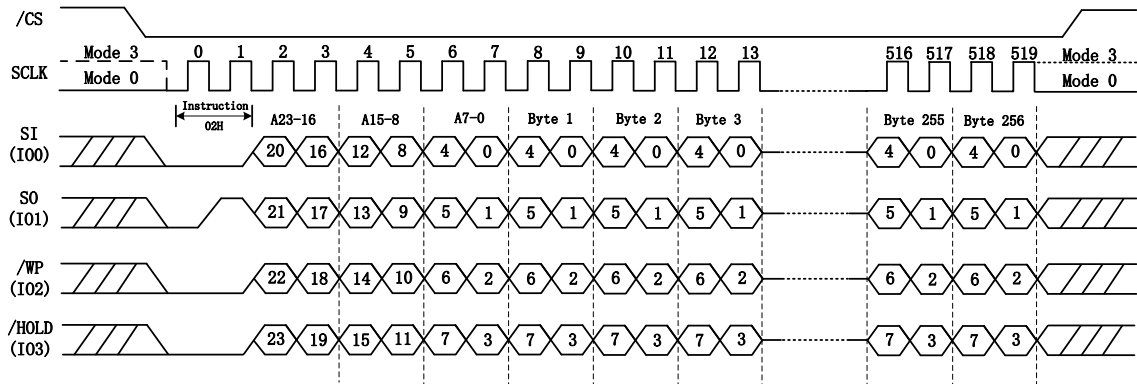 /CS
SCLK Mode 3 0 1 2 3 4 5 6 7 8 9 10 11 12 13 516 517 518 519 Mode 3
Mode 0 Mode 0
Instruction A23-16 A15-8 A7-0 Byte 1 Byte 2 Byte 3 Byte 255 Byte 256
02H
SI
(IO0) 20 16 12 8 4 0 4 0 4 0 4 0 4 0 4 0
SO
(IO1) 21 17 13 9 5 1 5 1 5 1 5 1 5 1 5 1
/WP
(IO2) 22 18 14 10 6 2 6 2 6 2 6 2 6 2 6 2
/HOLD
(IO3) 23 19 15 11 7 3 7 3 7 3 7 3 7 3 7 3